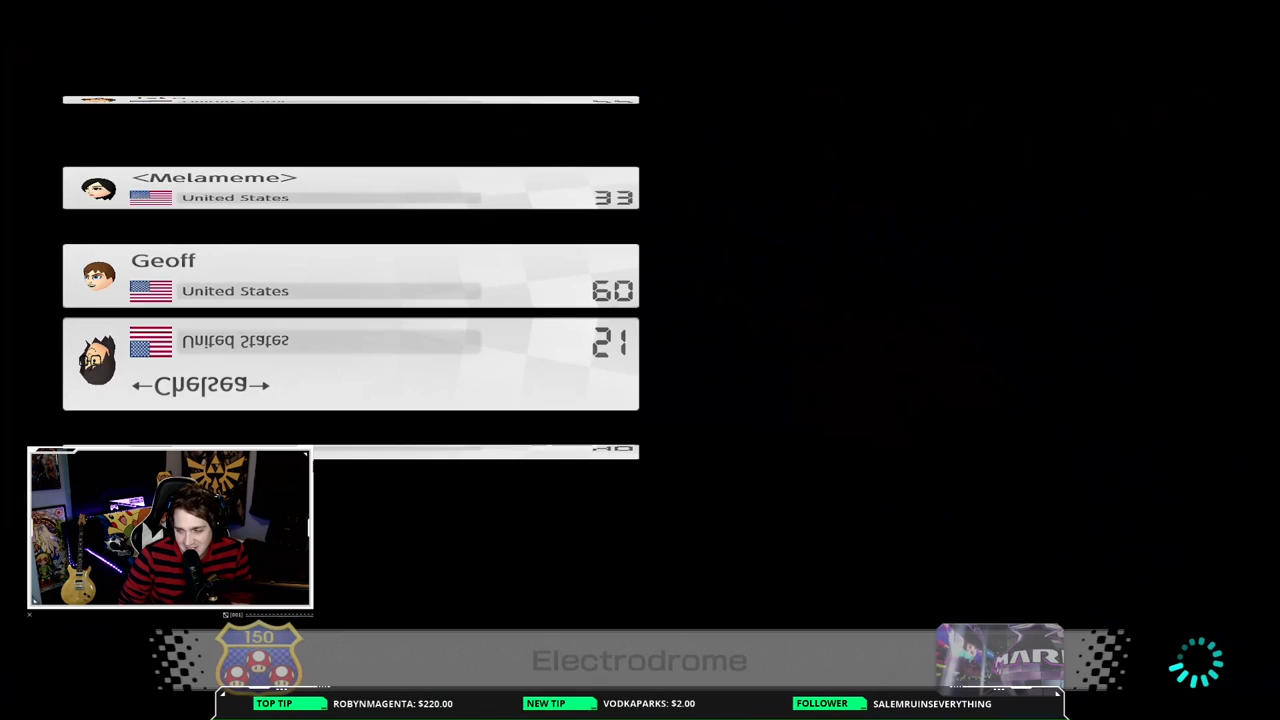 <Melameme>
United States
33
Geoff
United States
60
United States
21
←Chelsea→
150
Electrodrome
MARI
TOP TIP ROBYNMAGENTA: $220.00
NEW TIP VODKAPARKS: $2.00
FOLLOWER SALEMRUINSEVERYTHING